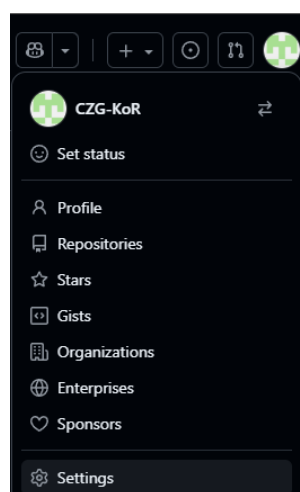 CZG-KoR
Set status
Profile
Repositories
Stars
Gists
Organizations
Enterprises
Sponsors
Settings